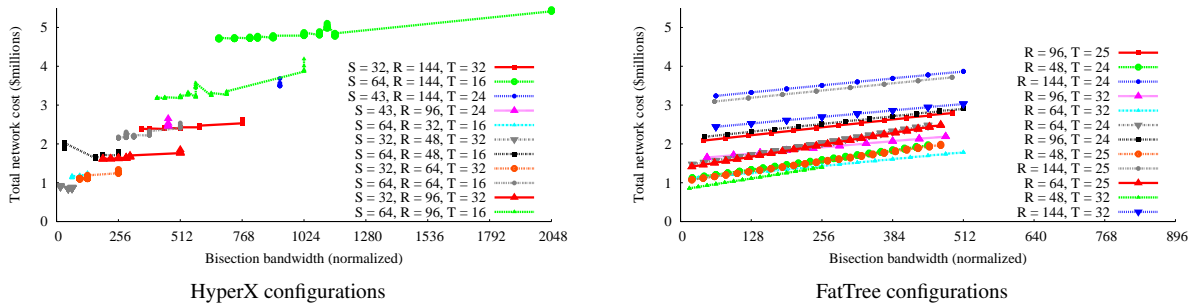 Total network cost ($millions)
5
4
3
2
1
0
S = 32, R = 144, T = 32
S = 64, R = 144, T = 16
S = 43, R = 144, T = 24
S = 43, R = 96, T = 24
S = 64, R = 32, T = 16
S = 32, R = 48, T = 32
S = 64, R = 48, T = 16
S = 32, R = 64, T = 32
S = 64, R = 64, T = 16
S = 32, R = 96, T = 32
S = 64, R = 96, T = 16
0 256 512 768 1024 1280 1536 1792 2048
Bisection bandwidth (normalized)
HyperX configurations
Total network cost ($millions)
5
4
3
2
1
0
R = 96, T = 25
R = 48, T = 24
R = 144, T = 24
R = 96, T = 32
R = 64, T = 32
R = 64, T = 24
R = 96, T = 24
R = 48, T = 25
R = 144, T = 25
R = 64, T = 25
R = 48, T = 32
R = 144, T = 32
0 128 256 384 512 640 768 896
Bisection bandwidth (normalized)
FatTree configurations